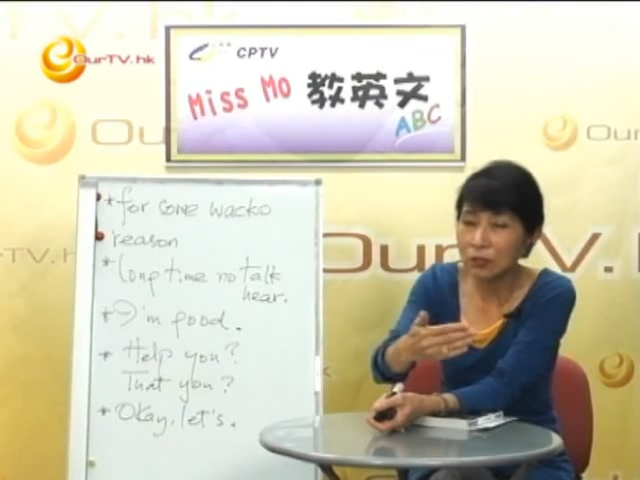 OurTV.hk
CPTV
Miss Mo 教英文
ABC
* for some wacko
reason
* long time no talk
hear.
* I'm good.
* Help you?
That you?
* Okay, let's.
OurTV.hk